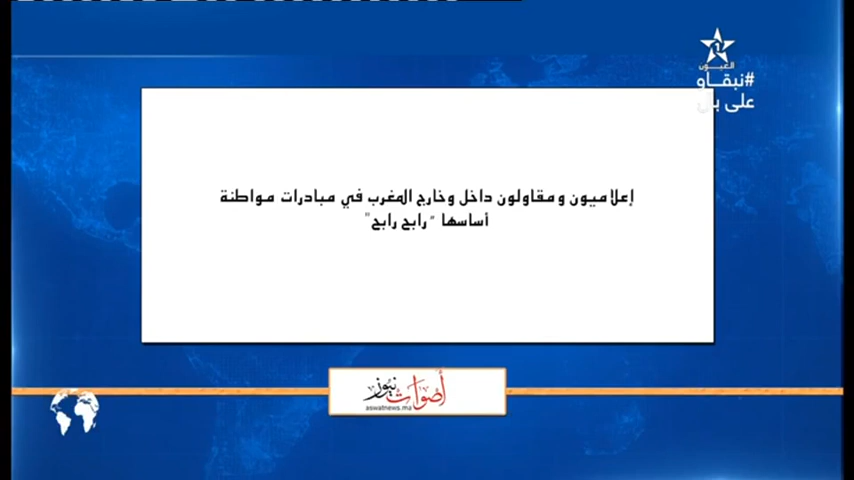 العيون
#نبقاو
على بال
إعلاميون ومقاولون داخل وخارج المغرب في مبادرات مواطنة
أساسها "رابح رابح"
أصوات نيوز
aswatnews.ma